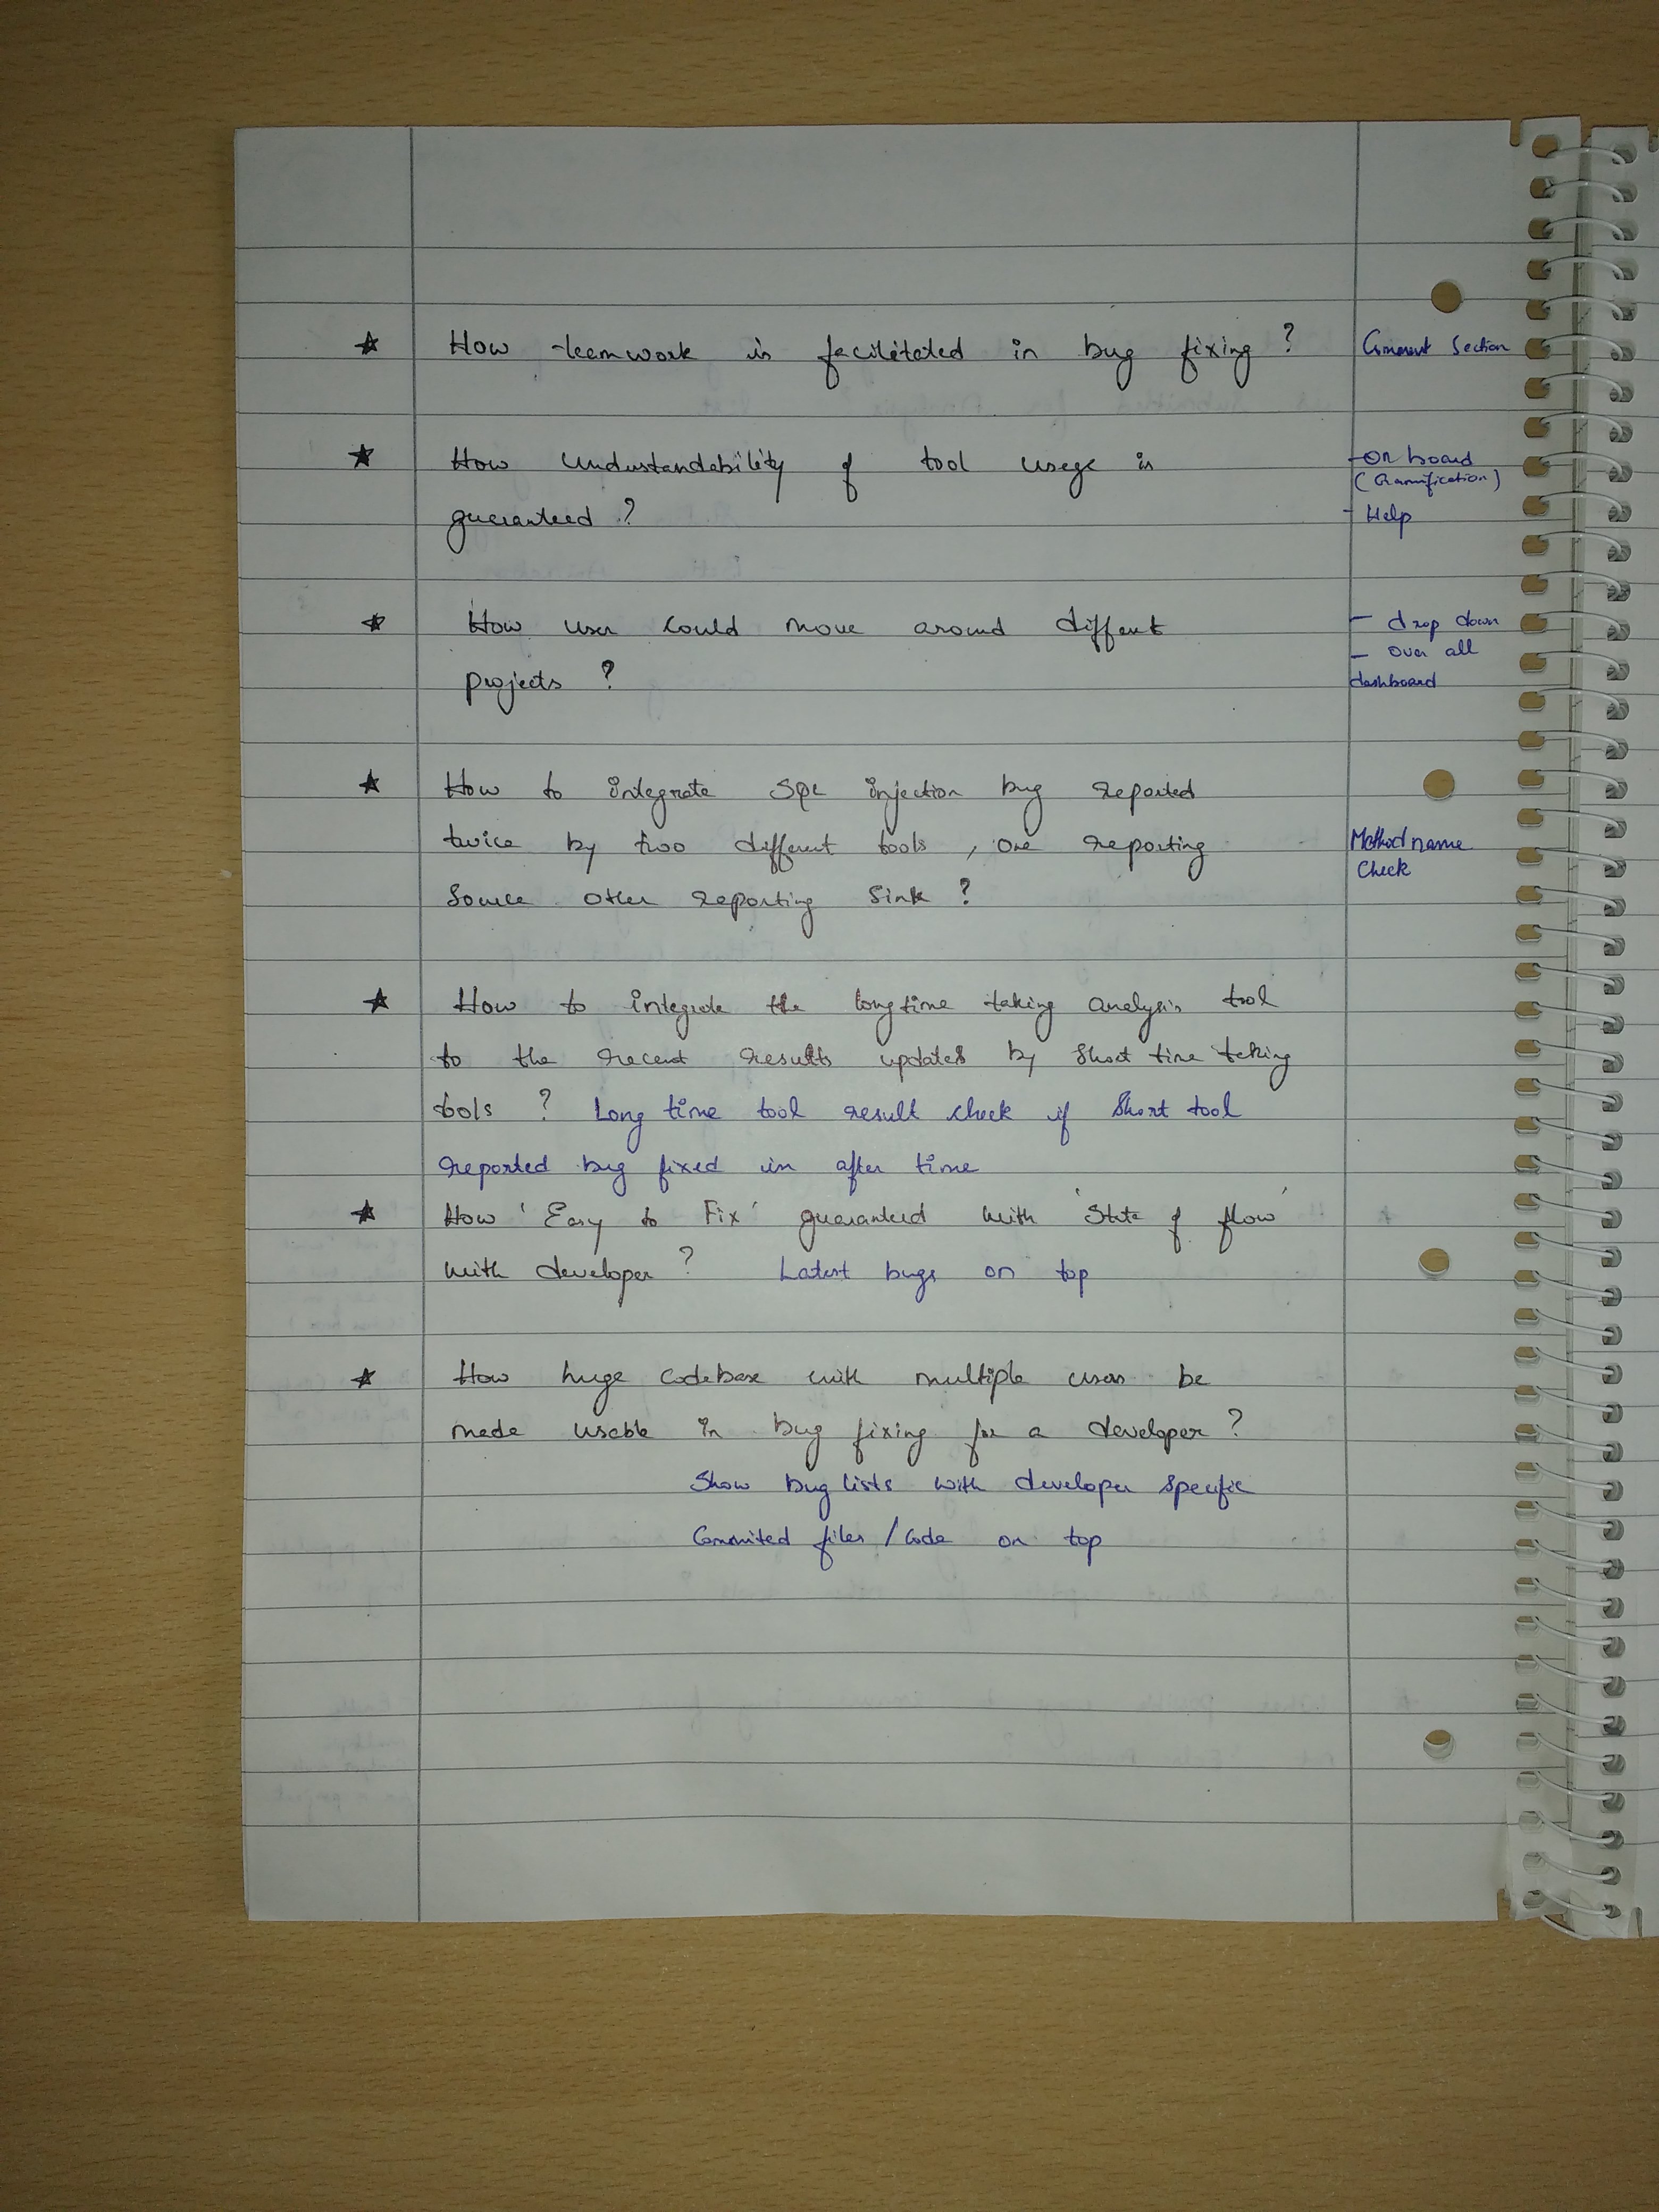 ★ How teamwork is facilitated in bug fixing ? Comment Section
★ How understandability of tool usage is
guaranteed ?
- On board
(Gamification)
- Help
★ How user could move around diffent
projects ?
- drop down
- Over all
dashboard
★ How to integrate SQL injection bug reported
twice by two different tools , one reporting
Source other reporting Sink ?
Method name
Check
★ How to integrate the longtime taking analysis tool
to the recent results updated by short time taking
tools ? Long time tool result check if Short tool
reported bug fixed in after time
★ How 'Easy to Fix' guaranteed with 'State of flow'
with developer ? Latest bugs on top
★ How huge codebase with multiple users be
made usable in bug fixing for a developer ?
Show bug lists with developer specific
Commited files / Code on top